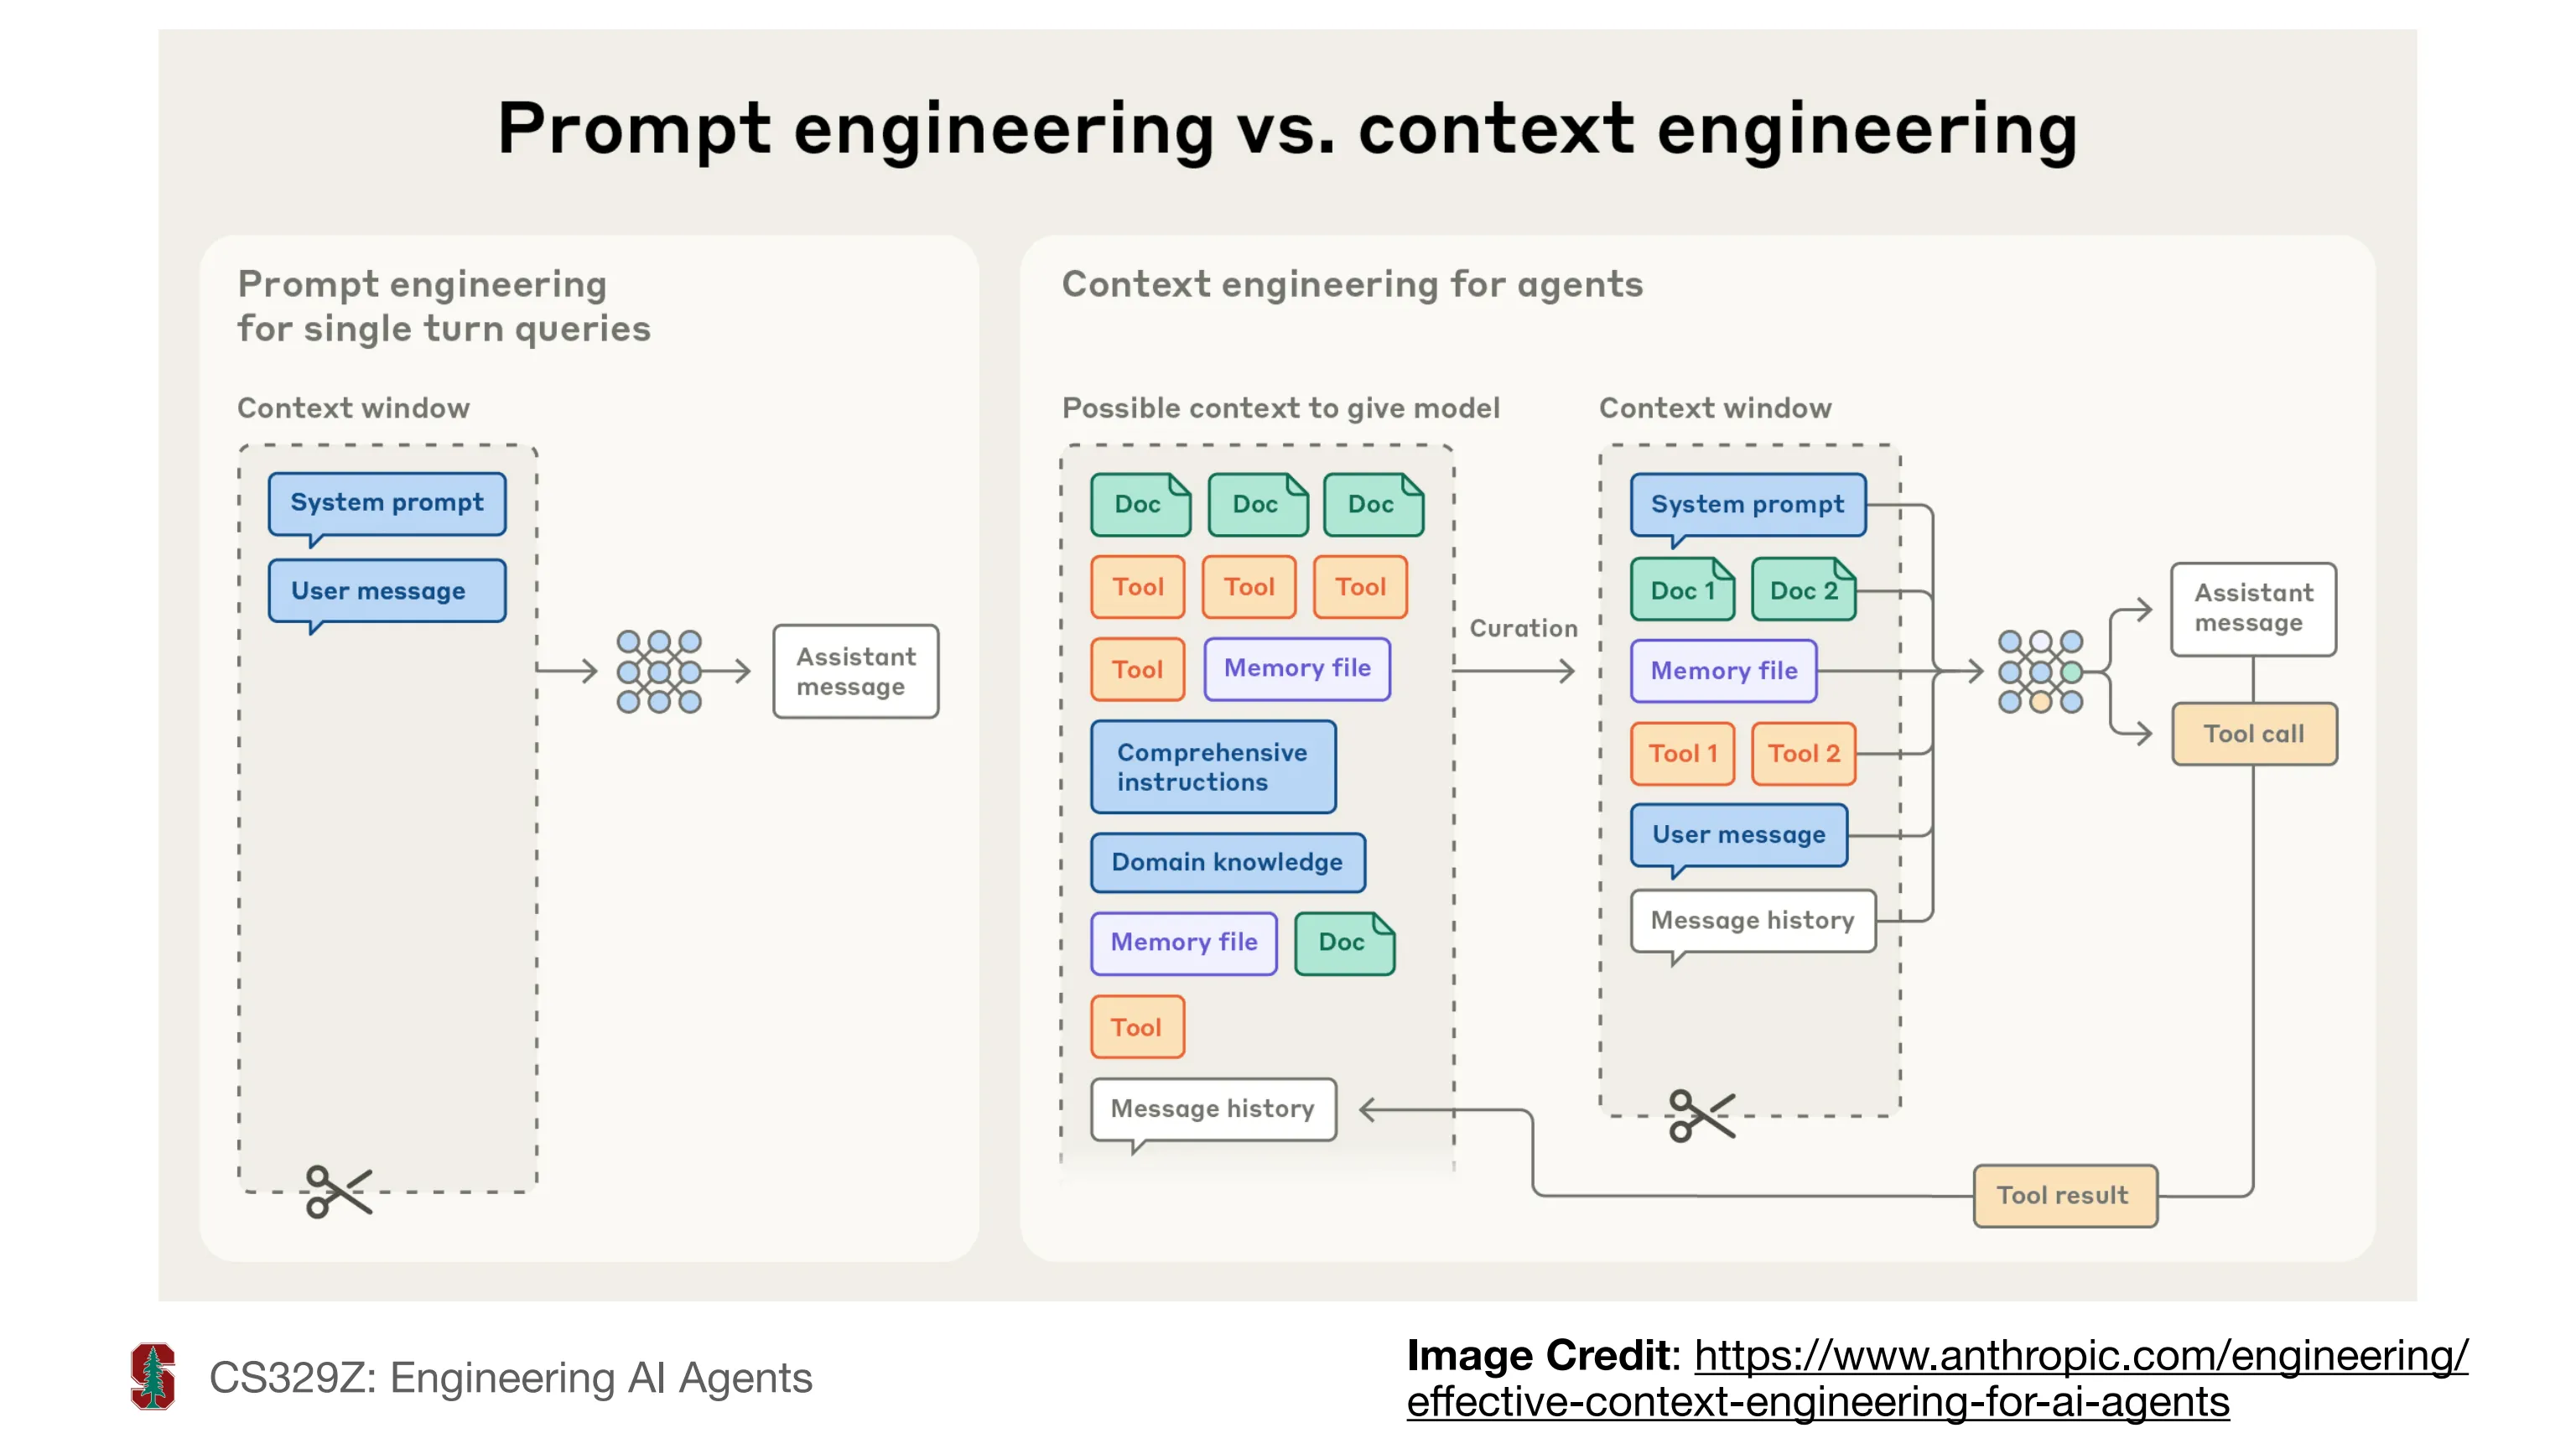 Prompt engineering vs. context engineering
Prompt engineering
for single turn queries
Context window
System prompt
User message
Assistant
message
Context engineering for agents
Possible context to give model
Doc
Doc
Doc
Tool
Tool
Tool
Tool
Memory file
Comprehensive
instructions
Domain knowledge
Memory file
Doc
Tool
Message history
Curation
Context window
System prompt
Doc 1
Doc 2
Memory file
Tool 1
Tool 2
User message
Message history
Assistant
message
Tool call
Tool result
CS329Z: Engineering AI Agents
Image Credit: https://www.anthropic.com/engineering/
effective-context-engineering-for-ai-agents